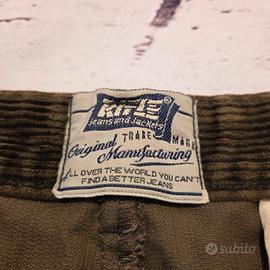 RIFLE
Jeans and Jackets
TRADE MARK
Original
Manufacturing
ALL OVER THE WORLD YOU CAN'T
FIND A BETTER JEANS
subito